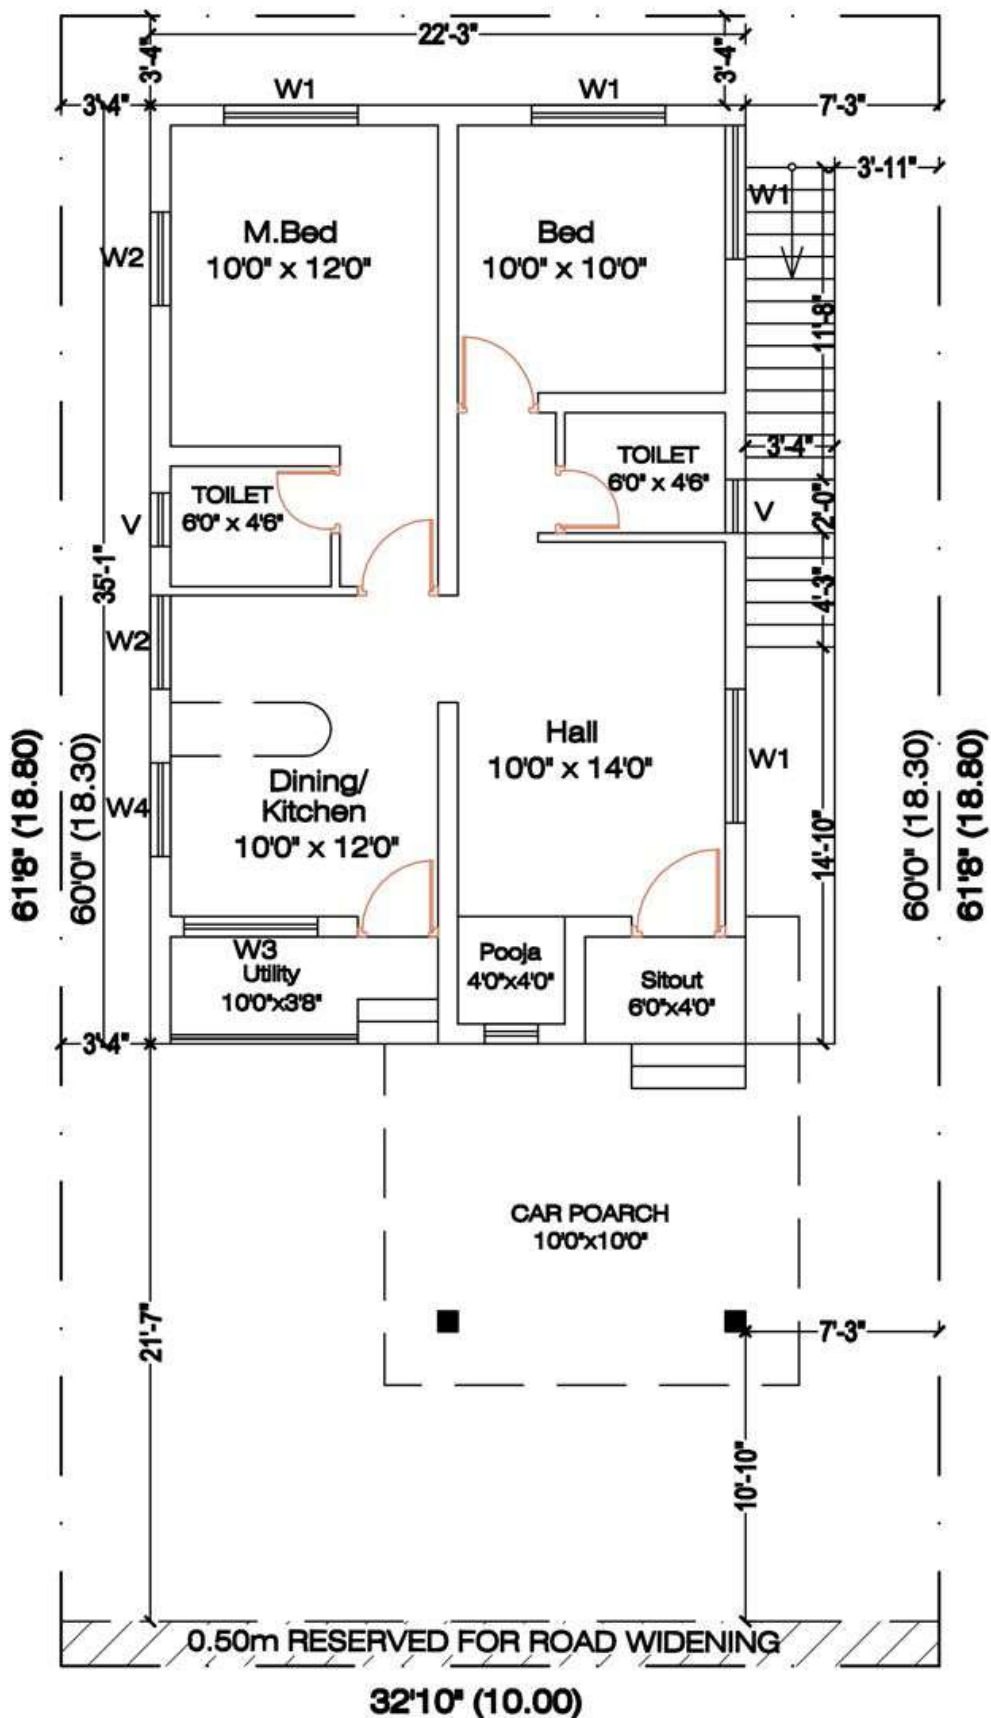 22'-3"
3'-4"
3'-4"
3'-4"
W1
W1
7'-3"
3'-11"
W1
M.Bed
10'0" x 12'0"
Bed
10'0" x 10'0"
W2
11'-8"
3'-4"
TOILET
6'0" x 4'6"
TOILET
6'0" x 4'6"
V
V
2'-0"
35'-1"
4'-3"
W2
Hall
10'0" x 14'0"
W1
Dining/
Kitchen
10'0" x 12'0"
W4
61'8" (18.80)
60'0" (18.30)
60'0" (18.30)
61'8" (18.80)
14'-10"
W3
Utility
10'0"x3'8"
Pooja
4'0"x4'0"
Sitout
6'0"x4'0"
3'-4"
CAR POARCH
10'0"x10'0"
21'-7"
7'-3"
10'-10"
0.50m RESERVED FOR ROAD WIDENING
32'10" (10.00)